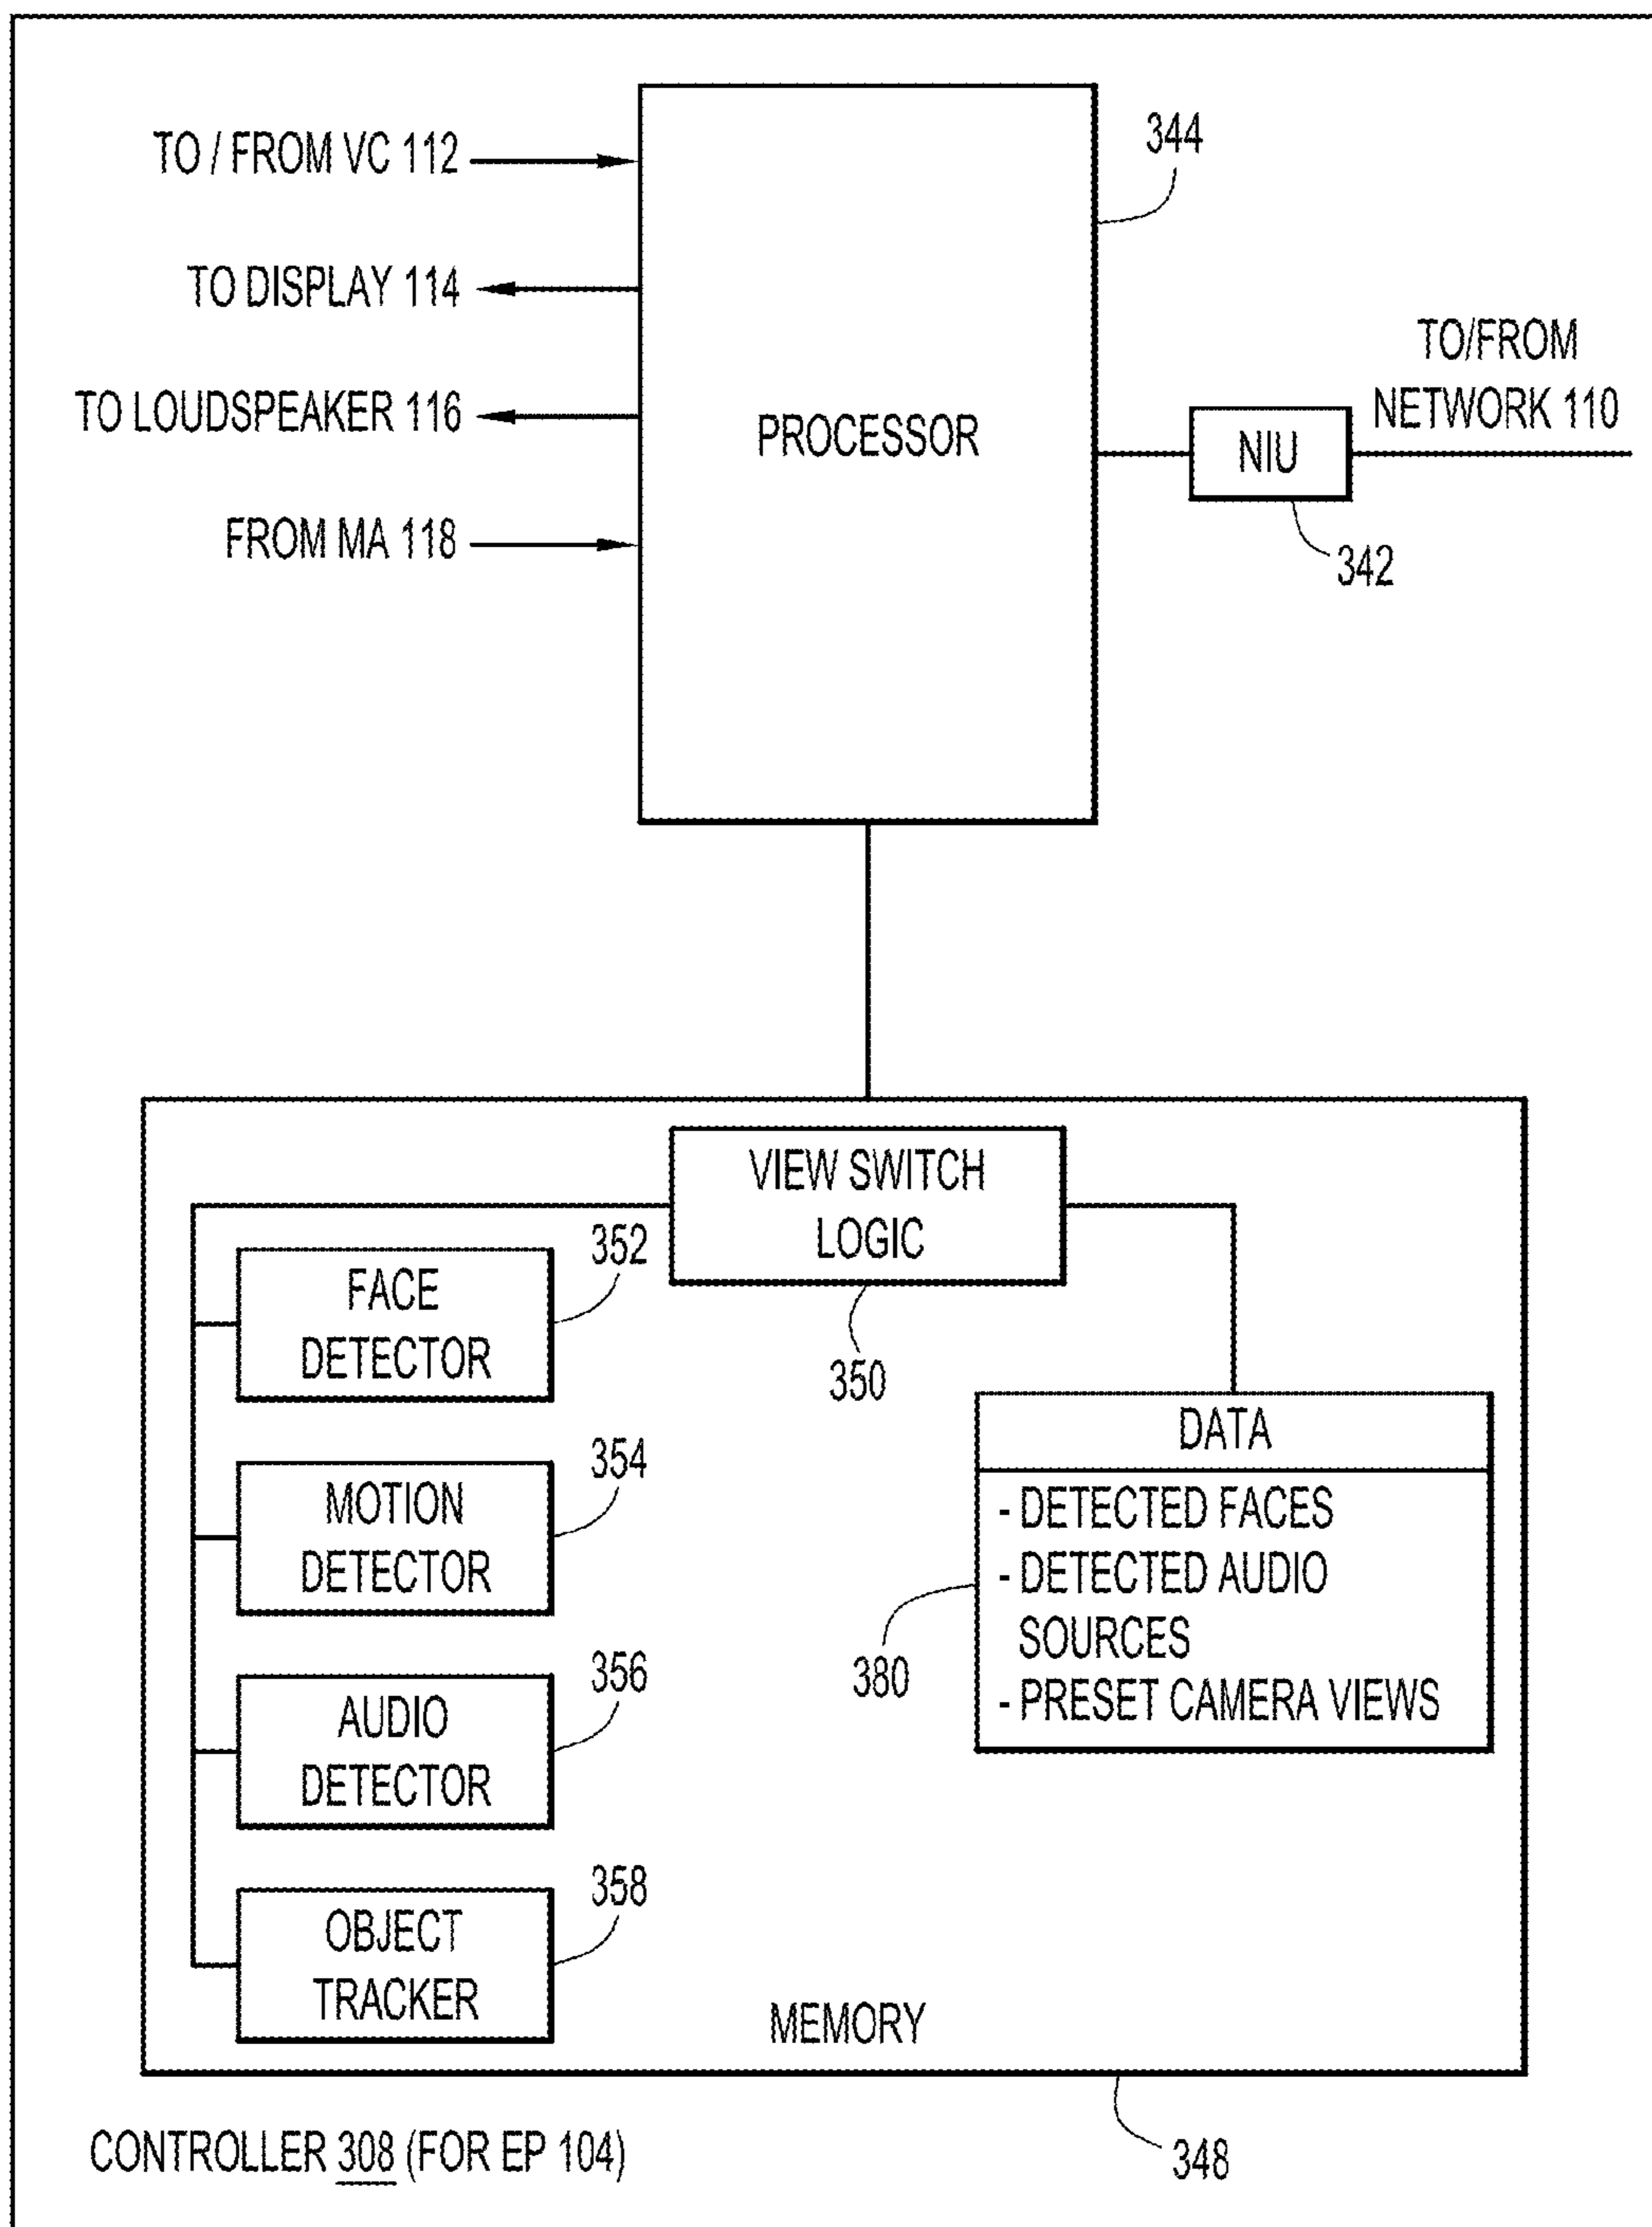 TO / FROM VC 112
344
TO DISPLAY 114
TO/FROM
NETWORK 110
TO LOUDSPEAKER 116
PROCESSOR
NIU
FROM MA 118
342
VIEW SWITCH
LOGIC
350
352
FACE
DETECTOR
354
MOTION
DETECTOR
356
AUDIO
DETECTOR
358
OBJECT
TRACKER
DATA
- DETECTED FACES
- DETECTED AUDIO
SOURCES
- PRESET CAMERA VIEWS
380
MEMORY
348
CONTROLLER 308 (FOR EP 104)